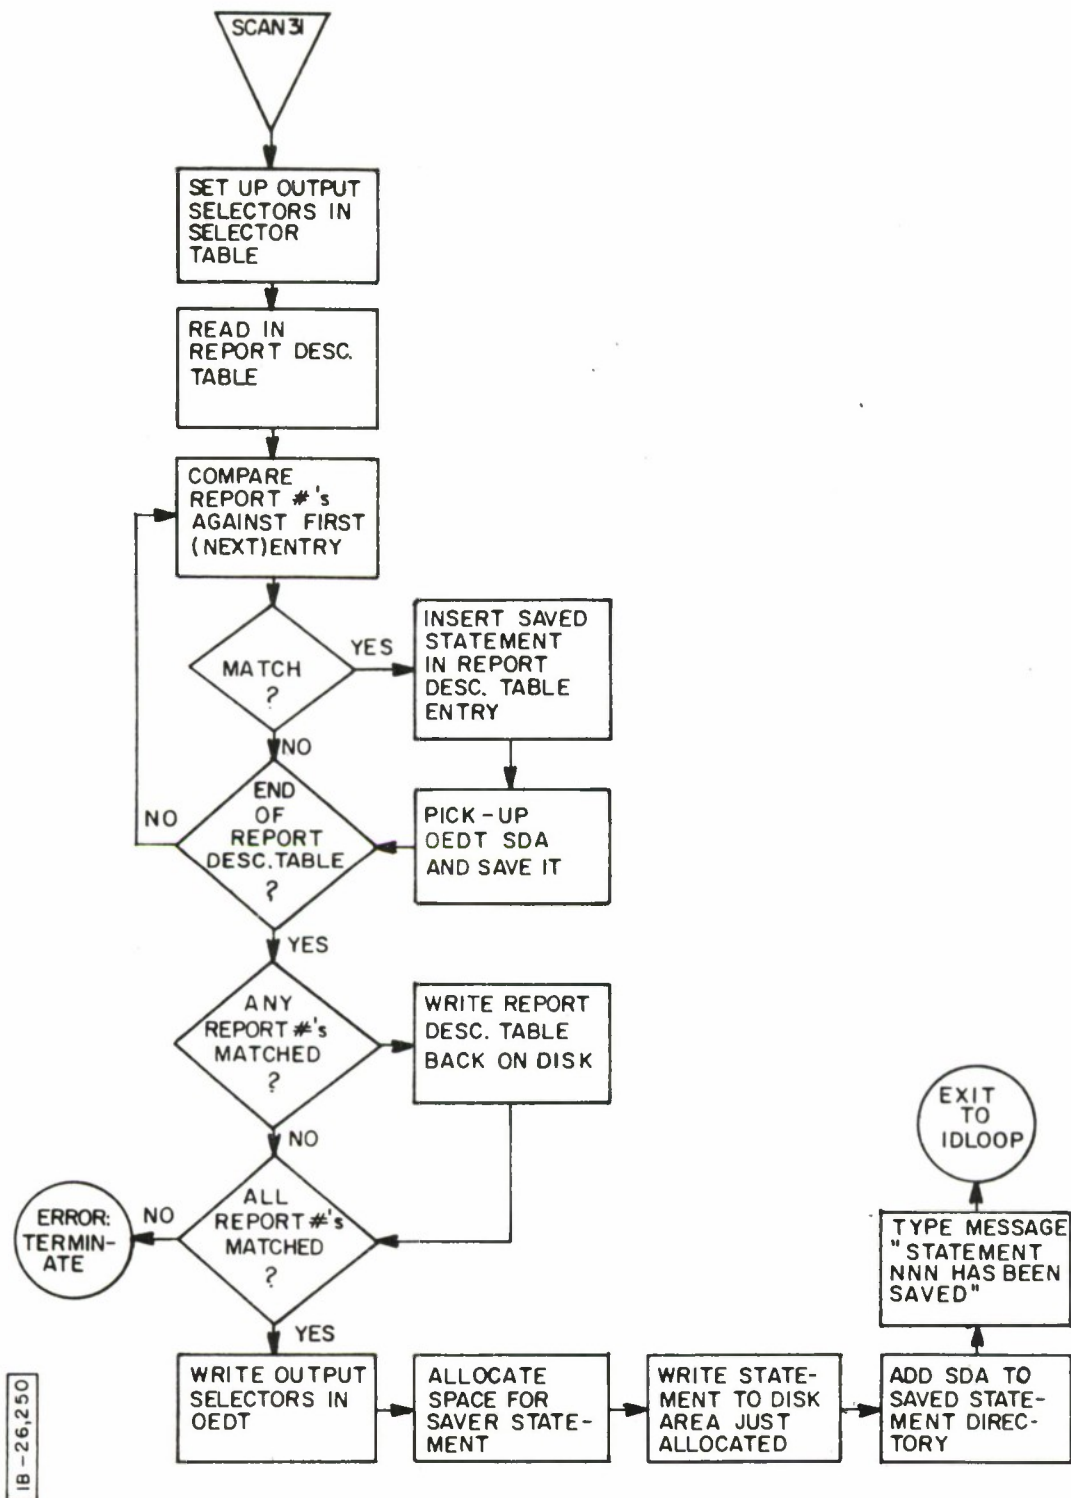 SCAN 31
SET UP OUTPUT
SELECTORS IN
SELECTOR
TABLE
READ IN
REPORT DESC.
TABLE
COMPARE
REPORT #'s
AGAINST FIRST
(NEXT)ENTRY
MATCH
?
YES
INSERT SAVED
STATEMENT
IN REPORT
DESC. TABLE
ENTRY
NO
END
OF
REPORT
DESC. TABLE
?
NO
PICK-UP
OEDT SDA
AND SAVE IT
YES
ANY
REPORT #'s
MATCHED
?
WRITE REPORT
DESC. TABLE
BACK ON DISK
NO
ALL
REPORT #'s
MATCHED
?
NO
ERROR:
TERMIN-
ATE
YES
WRITE OUTPUT
SELECTORS IN
OEDT
ALLOCATE
SPACE FOR
SAVER STATE-
MENT
WRITE STATE-
MENT TO DISK
AREA JUST
ALLOCATED
ADD SDA TO
SAVED STATE-
MENT DIREC-
TORY
TYPE MESSAGE
"STATEMENT
NNN HAS BEEN
SAVED"
EXIT
TO
IDLOOP
IB-26,250